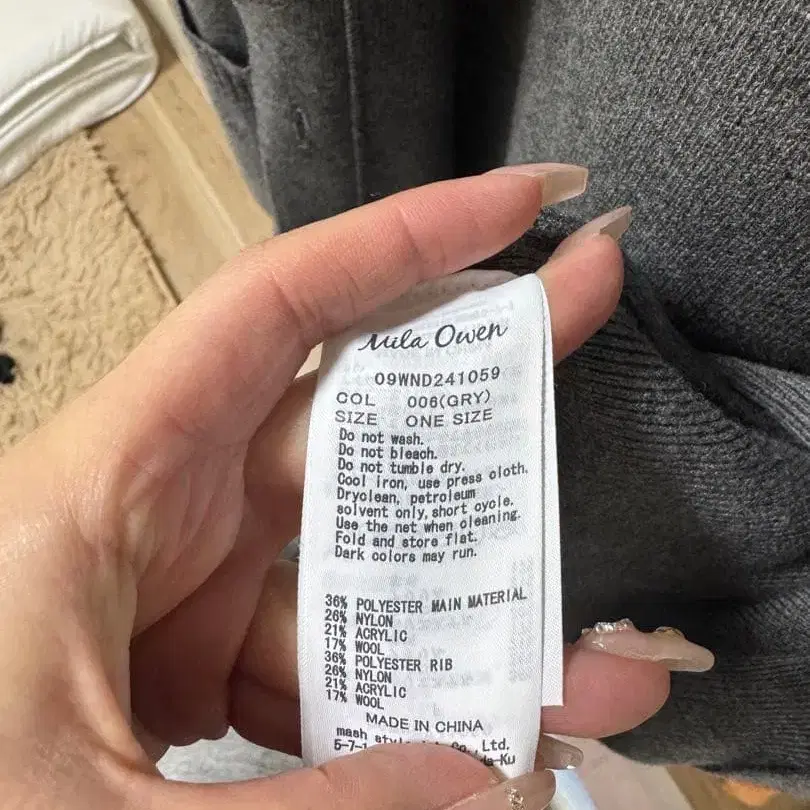 Mila Owen
09WND241059
COL 006(GRY)
SIZE ONE SIZE
Do not wash.
Do not bleach.
Do not tumble dry.
Cool iron, use press cloth.
Dryclean, petroleum
solvent only, short cycle.
Use the net when cleaning.
Fold and store flat.
Dark colors may run.
36% POLYESTER MAIN MATERIAL
26% NYLON
21% ACRYLIC
17% WOOL
36% POLYESTER RIB
26% NYLON
21% ACRYLIC
17% WOOL
MADE IN CHINA
mash Co., Ltd.